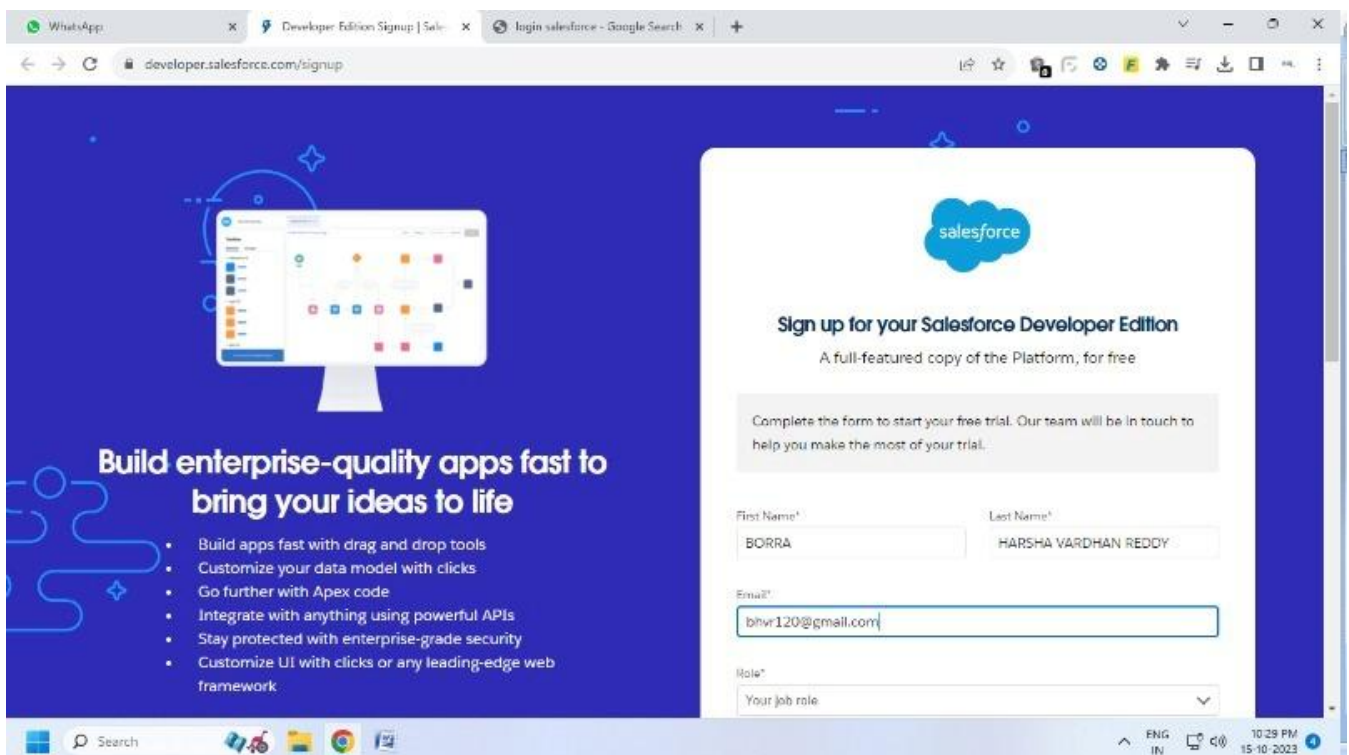 WhatsApp
Developer Edition Signup | Sale
login salesforce - Google Search
developer.salesforce.com/signup
salesforce
Sign up for your Salesforce Developer Edition
A full-featured copy of the Platform, for free
Complete the form to start your free trial. Our team will be in touch to
help you make the most of your trial.
Build enterprise-quality apps fast to
bring your ideas to life
• Build apps fast with drag and drop tools
• Customize your data model with clicks
• Go further with Apex code
• Integrate with anything using powerful APIs
• Stay protected with enterprise-grade security
• Customize UI with clicks or any leading-edge web
framework
First Name* Last Name*
BORRA HARSHA VARDHAN REDDY
Email*
bhvr120@gmail.com
Role*
Your job role
Search
ENG
IN
10:29 PM
15-10-2023
4